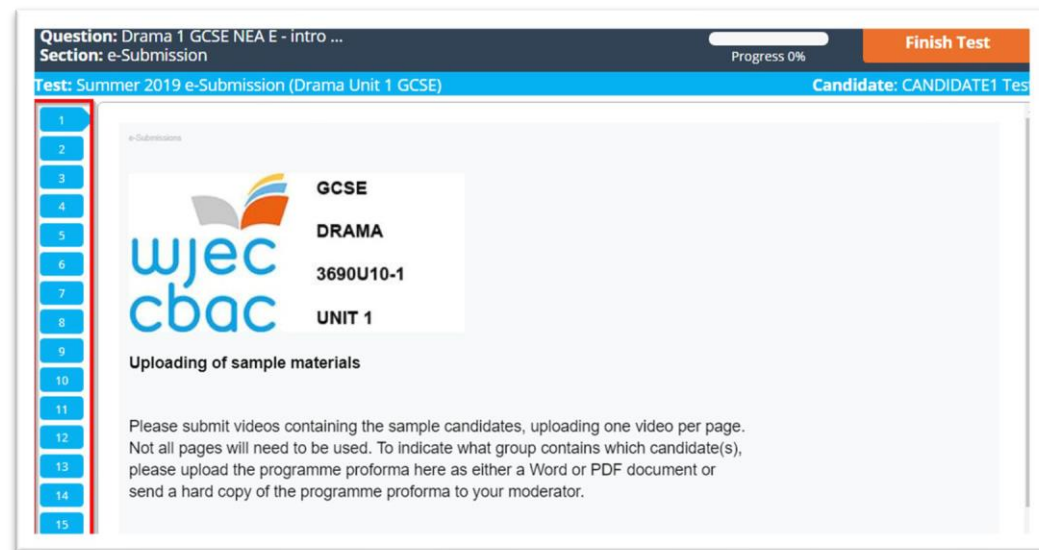 Question: Drama 1 GCSE NEA E - intro ...
Section: e-Submission
Progress 0%
Finish Test
Test: Summer 2019 e-Submission (Drama Unit 1 GCSE)
Candidate: CANDIDATE1 Tes
1
2
3
4
5
6
7
8
9
10
11
12
13
14
15
e-Submissions
wjec
cbac
GCSE
DRAMA
3690U10-1
UNIT 1
Uploading of sample materials
Please submit videos containing the sample candidates, uploading one video per page.
Not all pages will need to be used. To indicate what group contains which candidate(s),
please upload the programme proforma here as either a Word or PDF document or
send a hard copy of the programme proforma to your moderator.